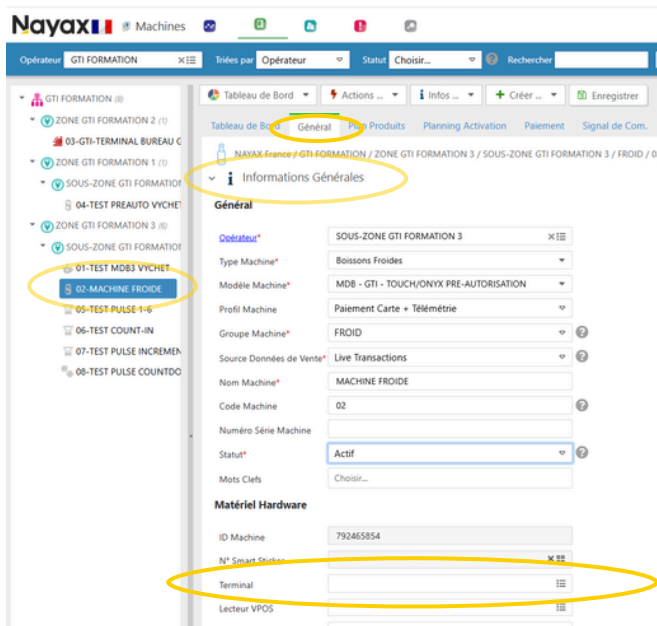 Nayax Machines
Opérateur GTI FORMATION Triées par Opérateur Statut Choisir... Rechercher
GTI FORMATION (0)
ZONE GTI FORMATION 2 (1)
03-GTI-TERMINAL BUREAU G
ZONE GTI FORMATION 1 (1)
SOUS-ZONE GTI FORMATION
04-TEST PREAUTO VYCHET
ZONE GTI FORMATION 3 (6)
SOUS-ZONE GTI FORMATION
01-TEST MDB3 VYCHET
02-MACHINE FROIDE
05-TEST PULSE 1-6
06-TEST COUNT-IN
07-TEST PULSE INCREMEN
08-TEST PULSE COUNTDO
Tableau de Bord Actions ... Infos ... Créer ... Enregistrer
Tableau de Bord Général Plan Produits Planning Activation Paiement Signal de Com.
NAYAX France / GTI FORMATION / ZONE GTI FORMATION 3 / SOUS-ZONE GTI FORMATION 3 / FROID / 0
Informations Générales
Général
Opérateur* SOUS-ZONE GTI FORMATION 3
Type Machine* Boissons Froides
Modèle Machine* MDB - GTI - TOUCH/ONYX PRE-AUTORISATION
Profil Machine Paiement Carte + Télémétrie
Groupe Machine* FROID
Source Données de Vente* Live Transactions
Nom Machine* MACHINE FROIDE
Code Machine 02
Numéro Série Machine
Statut* Actif
Mots Clefs Choisir...
Matériel Hardware
ID Machine 792465854
N° Smart Sticker
Terminal
Lecteur VPOS